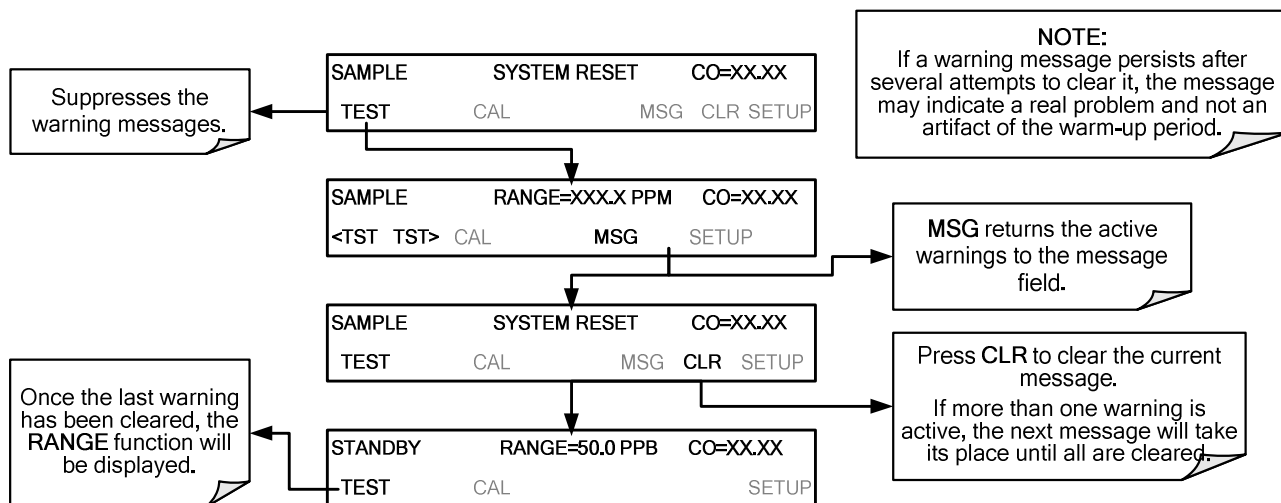 Suppresses the
warning messages.
SAMPLE SYSTEM RESET CO=XX.XX
TEST CAL MSG CLR SETUP
NOTE:
If a warning message persists after
several attempts to clear it, the message
may indicate a real problem and not an
artifact of the warm-up period.
SAMPLE RANGE=XXX.X PPM CO=XX.XX
<TST TST> CAL MSG SETUP
MSG returns the active
warnings to the message
field.
SAMPLE SYSTEM RESET CO=XX.XX
TEST CAL MSG CLR SETUP
Press CLR to clear the current
message.
If more than one warning is
active, the next message will take
its place until all are cleared.
Once the last warning
has been cleared, the
RANGE function will
be displayed.
STANDBY RANGE=50.0 PPB CO=XX.XX
TEST CAL SETUP